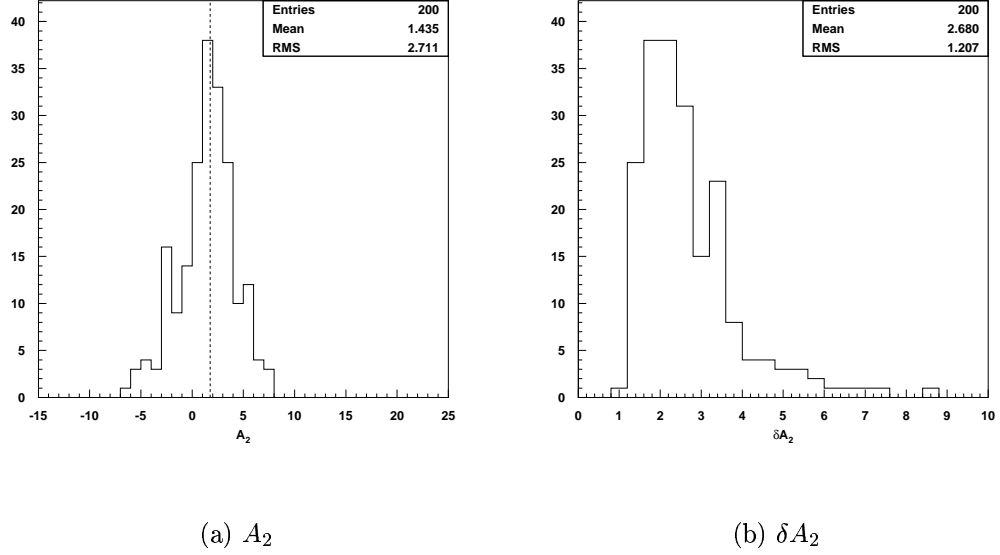 Entries 200
Mean 1.435
RMS 2.711
40
35
30
25
20
15
10
5
0
-15 -10 -5 0 5 10 15 20 25
A₂
(a) A₂
Entries 200
Mean 2.680
RMS 1.207
40
35
30
25
20
15
10
5
0
0 1 2 3 4 5 6 7 8 9 10
δA₂
(b) δA₂